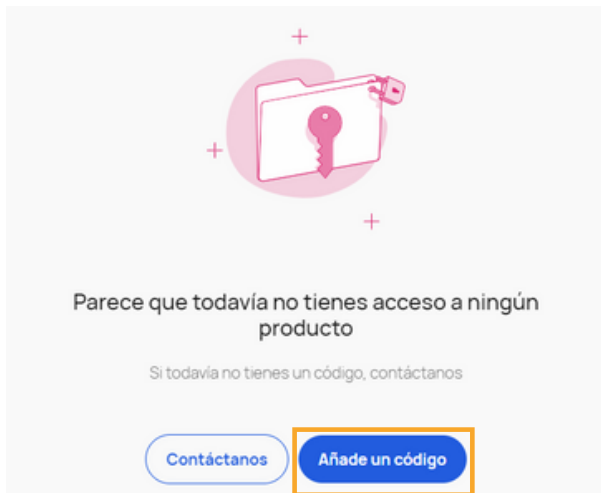 Parece que todavía no tienes acceso a ningún
producto
Si todavía no tienes un código, contáctanos
Contáctanos
Añade un código